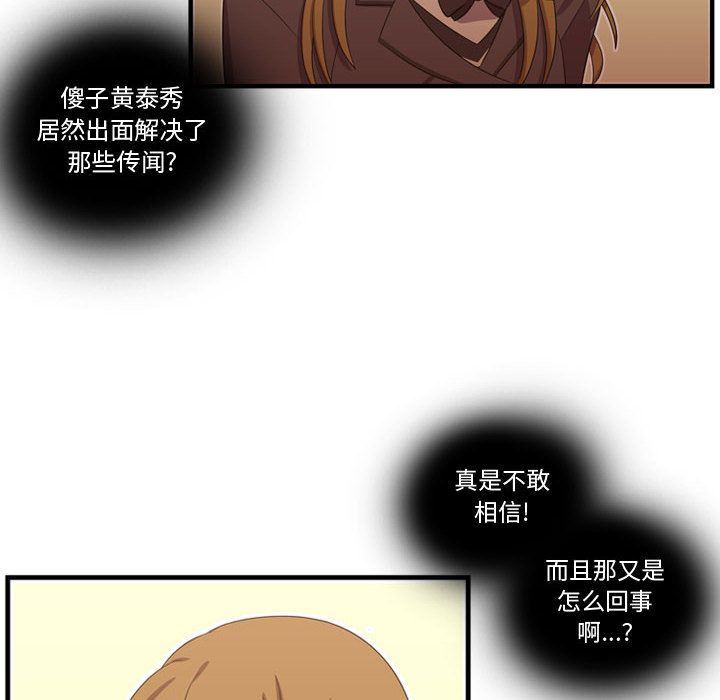 傻子黄泰秀
居然出面解决了
那些传闻?
真是不敢
相信!
而且那又是
怎么回事
啊...?